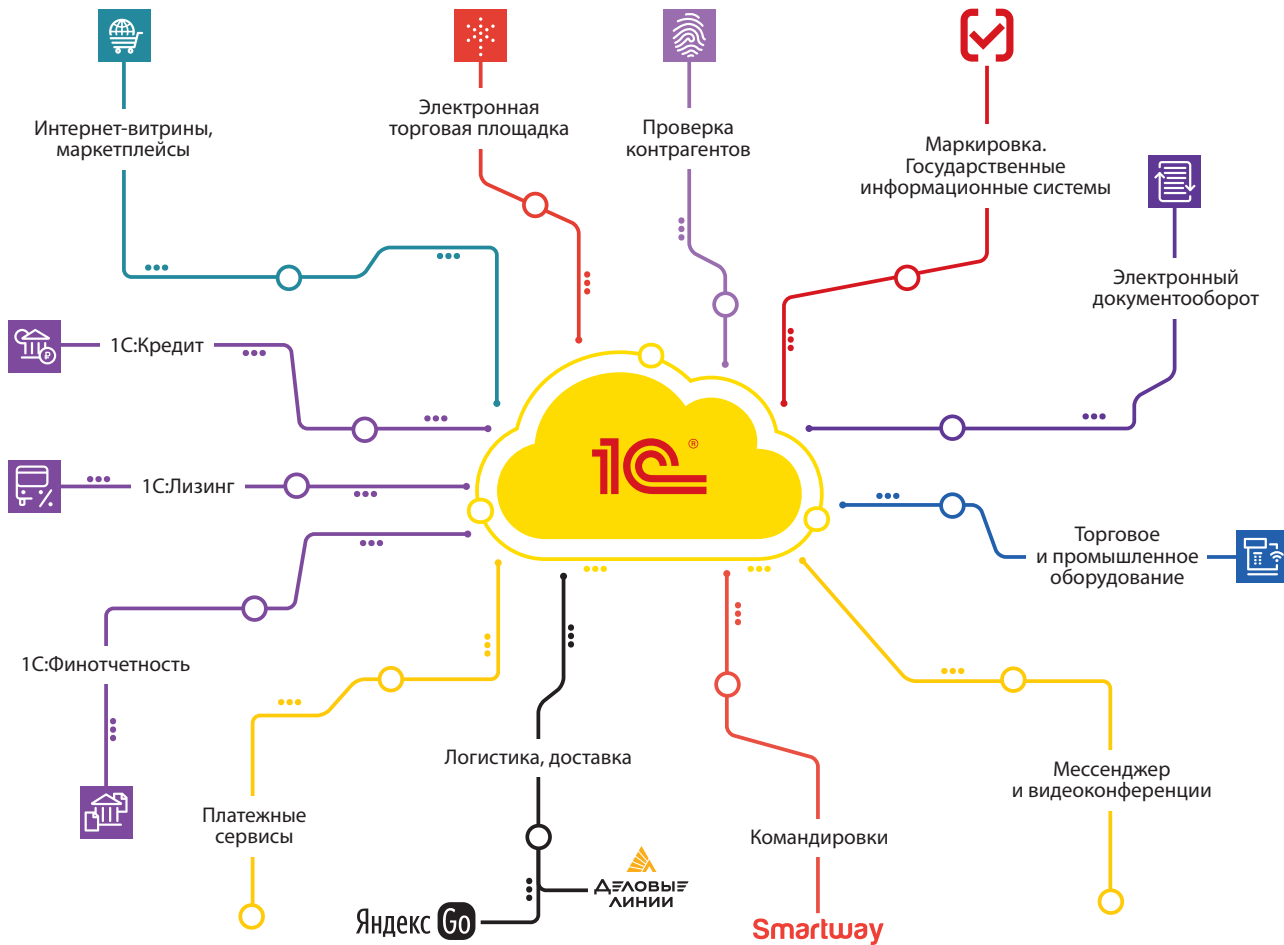 Интернет-витрины,
маркетплейсы
Электронная
торговая площадка
Проверка
контрагентов
Маркировка.
Государственные
информационные системы
Электронный
документооборот
1С:Кредит
1С:Лизинг
1С®
Торговое
и промышленное
оборудование
1С:Финотчетность
Платежные
сервисы
Логистика, доставка
Яндекс Go
ДЕЛОВЫЕ
ЛИНИИ
Командировки
Smartway
Мессенджер
и видеоконференции